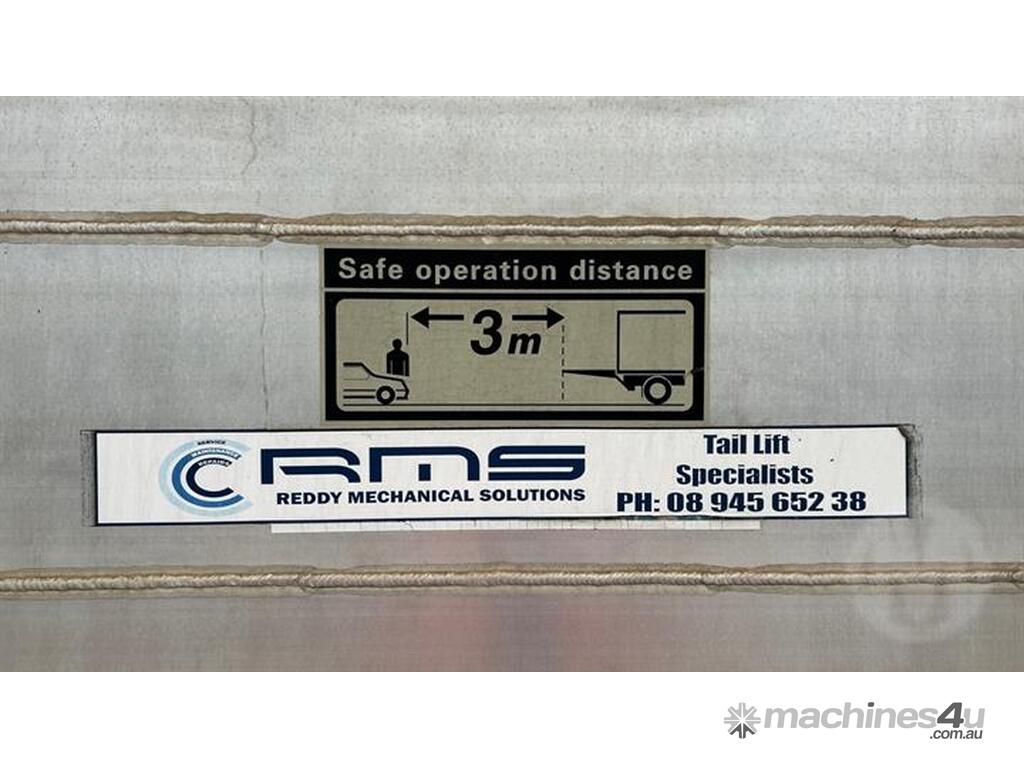 Safe operation distance
3m
SERVICE
MAINTENANCE
REPAIRS
RMS
REDDY MECHANICAL SOLUTIONS
Tail Lift
Specialists
PH: 08 945 652 38
machines4u
.com.au